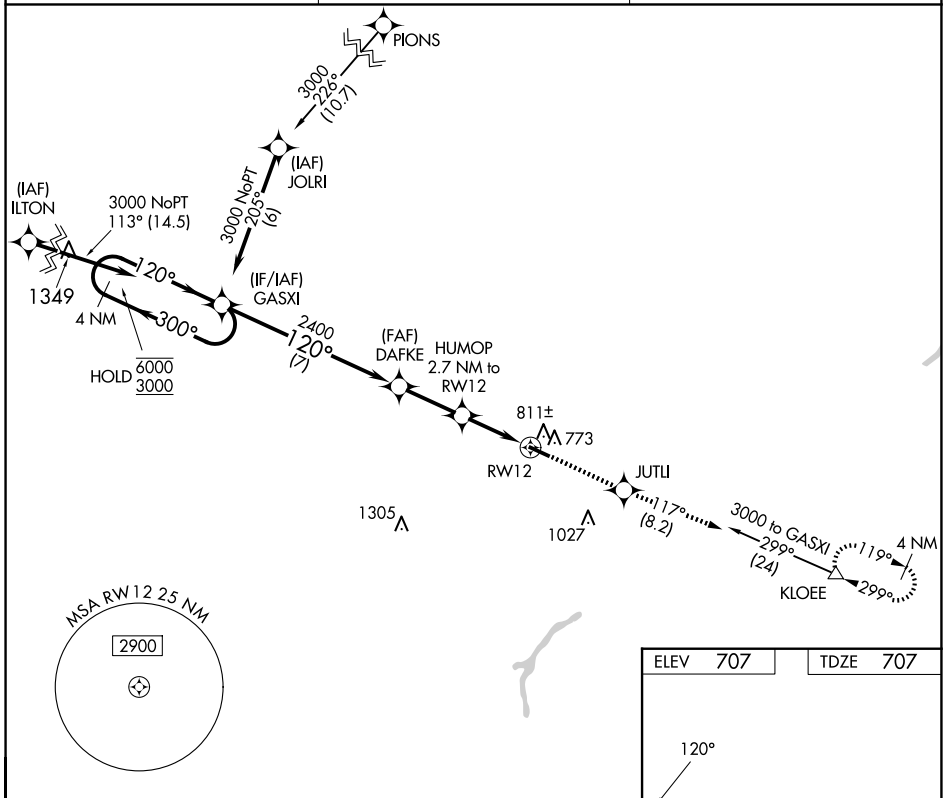 PIONS
3000
226°
(10.7)
(IAF)
JOLRI
3000 NoPT
205°
(6)
(IAF)
ILTON
3000 NoPT
113° (14.5)
1349
120°
4 NM
300°
HOLD 6000
3000
(IF/IAF)
GASXI
2400
120°
(7)
(FAF)
DAFKE
HUMOP
2.7 NM to
RW12
811±
773
RW12
JUTLI
117°
(8.2)
1305
1027
3000 to GASXI
299°
(24)
119°
4 NM
299°
KLOEE
MSA RW12 25 NM
2900
ELEV 707
TDZE 707
120°